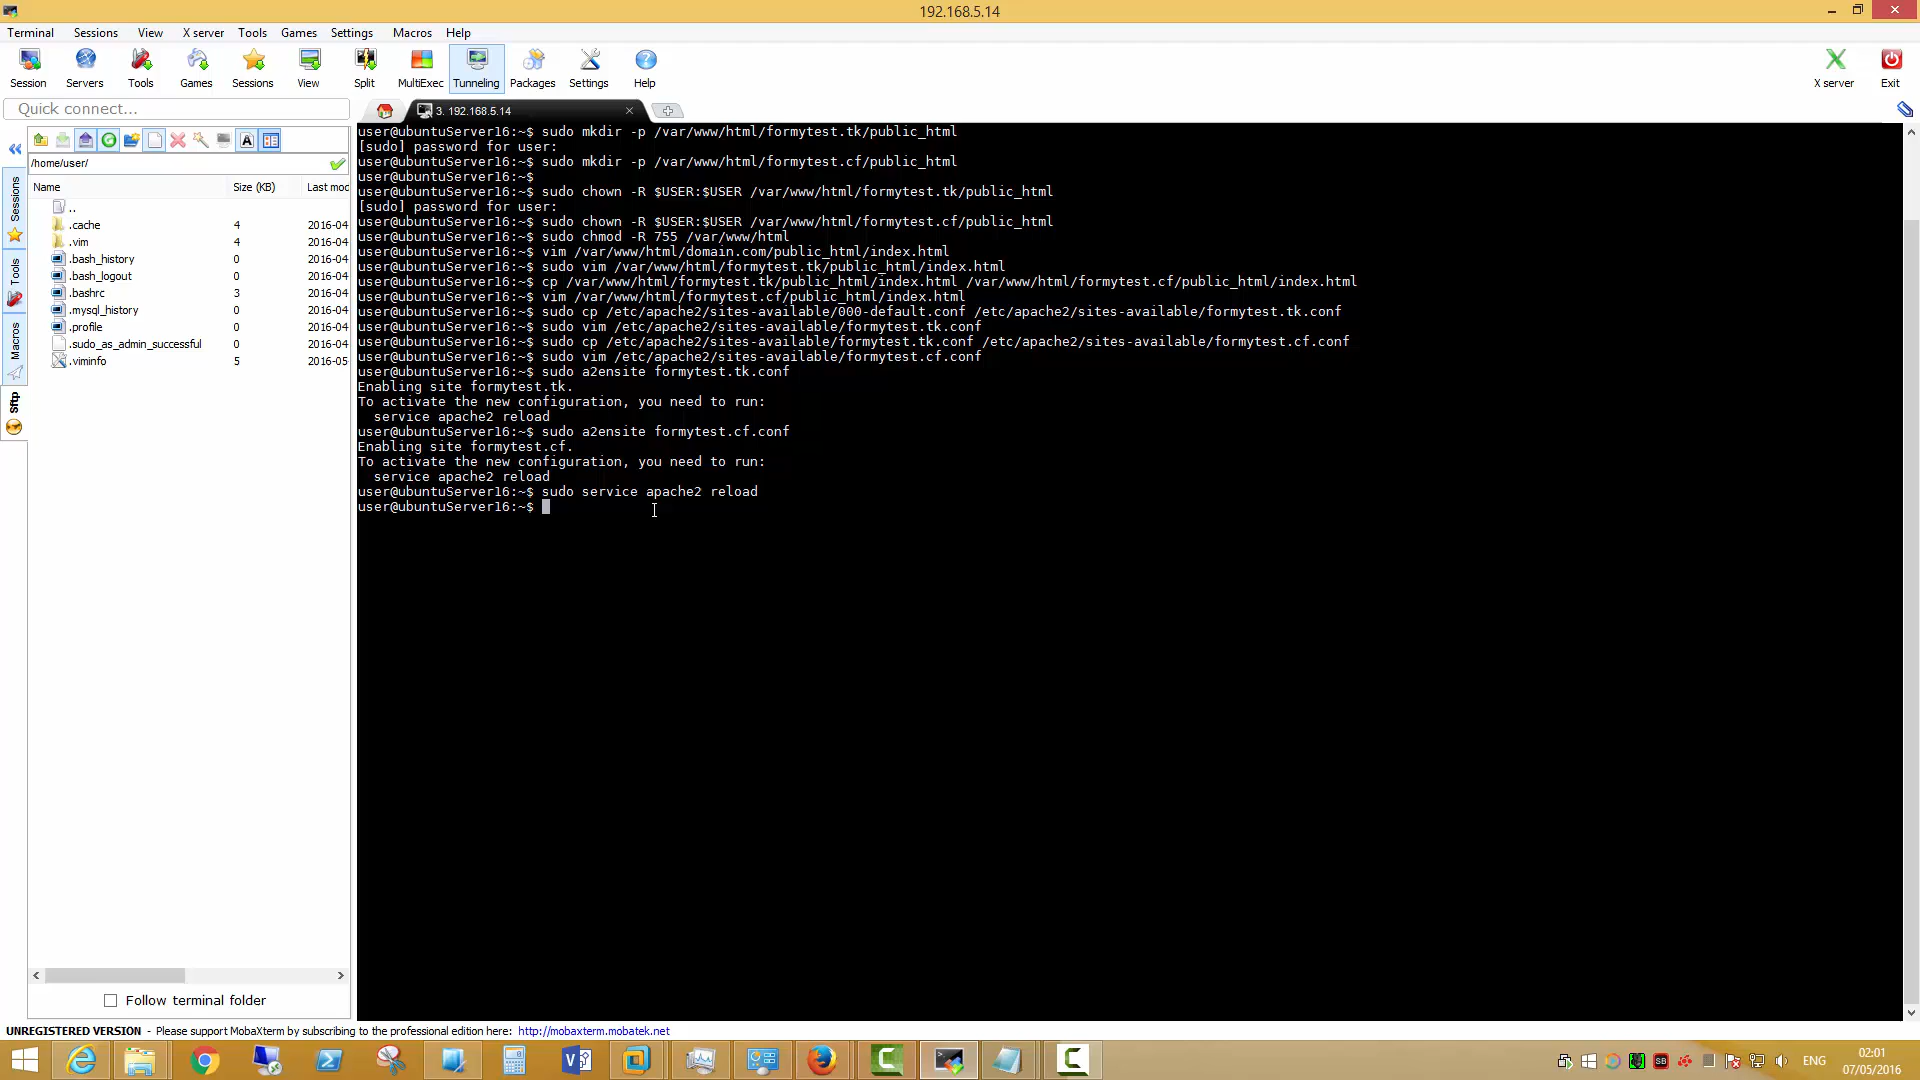 192.168.5.14
Terminal Sessions View X server Tools Games Settings Macros Help
Session Servers Tools Games Sessions View Split MultiExec Tunneling Packages Settings Help X server Exit
Quick connect...
3. 192.168.5.14
/home/user/
Name Size (KB) Last mod
..
.cache 4 2016-04
.vim 4 2016-04
.bash_history 0 2016-04
.bash_logout 0 2016-04
.bashrc 3 2016-04
.mysql_history 0 2016-04
.profile 0 2016-04
.sudo_as_admin_successful 0 2016-04
.viminfo 5 2016-05
Sessions
Tools
Macros
Sftp
user@ubuntuServer16:~$ sudo mkdir -p /var/www/html/formytest.tk/public_html
[sudo] password for user:
user@ubuntuServer16:~$ sudo mkdir -p /var/www/html/formytest.cf/public_html
user@ubuntuServer16:~$
user@ubuntuServer16:~$ sudo chown -R $USER:$USER /var/www/html/formytest.tk/public_html
[sudo] password for user:
user@ubuntuServer16:~$ sudo chown -R $USER:$USER /var/www/html/formytest.cf/public_html
user@ubuntuServer16:~$ sudo chmod -R 755 /var/www/html
user@ubuntuServer16:~$ vim /var/www/html/domain.com/public_html/index.html
user@ubuntuServer16:~$ sudo vim /var/www/html/formytest.tk/public_html/index.html
user@ubuntuServer16:~$ cp /var/www/html/formytest.tk/public_html/index.html /var/www/html/formytest.cf/public_html/index.html
user@ubuntuServer16:~$ vim /var/www/html/formytest.cf/public_html/index.html
user@ubuntuServer16:~$ sudo cp /etc/apache2/sites-available/000-default.conf /etc/apache2/sites-available/formytest.tk.conf
user@ubuntuServer16:~$ sudo vim /etc/apache2/sites-available/formytest.tk.conf
user@ubuntuServer16:~$ sudo cp /etc/apache2/sites-available/formytest.tk.conf /etc/apache2/sites-available/formytest.cf.conf
user@ubuntuServer16:~$ sudo vim /etc/apache2/sites-available/formytest.cf.conf
user@ubuntuServer16:~$ sudo a2ensite formytest.tk.conf
Enabling site formytest.tk.
To activate the new configuration, you need to run:
  service apache2 reload
user@ubuntuServer16:~$ sudo a2ensite formytest.cf.conf
Enabling site formytest.cf.
To activate the new configuration, you need to run:
  service apache2 reload
user@ubuntuServer16:~$ sudo service apache2 reload
user@ubuntuServer16:~$
Follow terminal folder
UNREGISTERED VERSION - Please support MobaXterm by subscribing to the professional edition here: http://mobaxterm.mobatek.net
ENG
02:01
07/05/2016